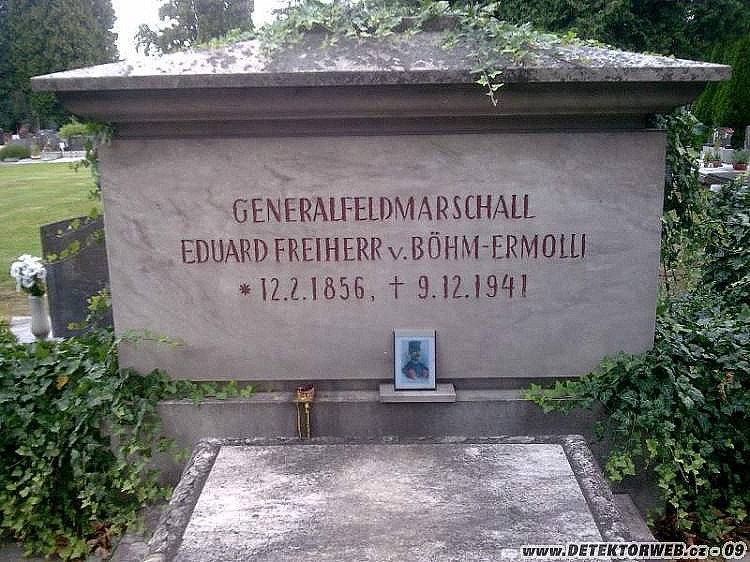 GENERALFELDMARSCHALL
EDUARD FREIHERR v. BÖHM-ERMOLLI
* 12.2.1856, † 9.12.1941
www.DETEKTORWEB.cz - 09